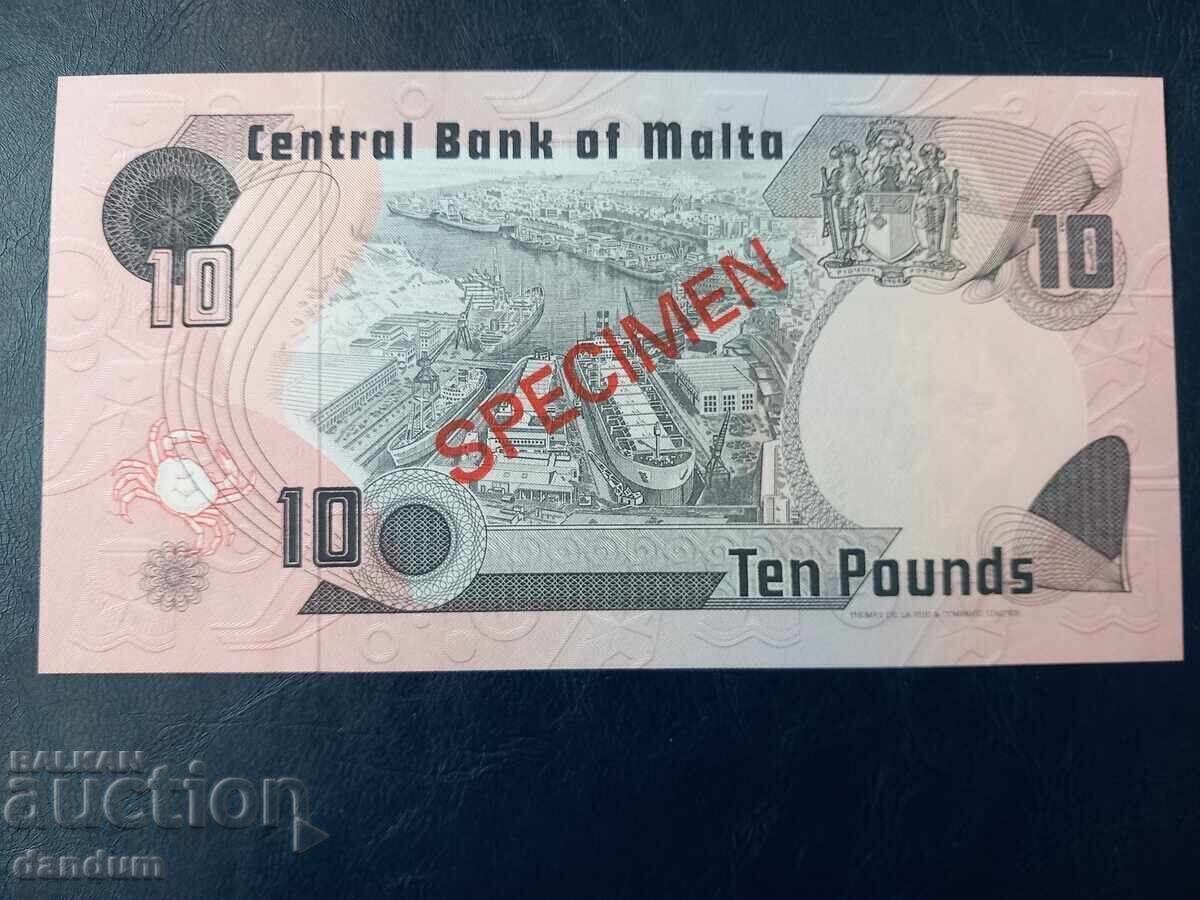 Central Bank of Malta
10
10
SPECIMEN
10
Ten Pounds
THOMAS DE LA RUE & COMPANY LIMITED
BALKAN
auction
dandum